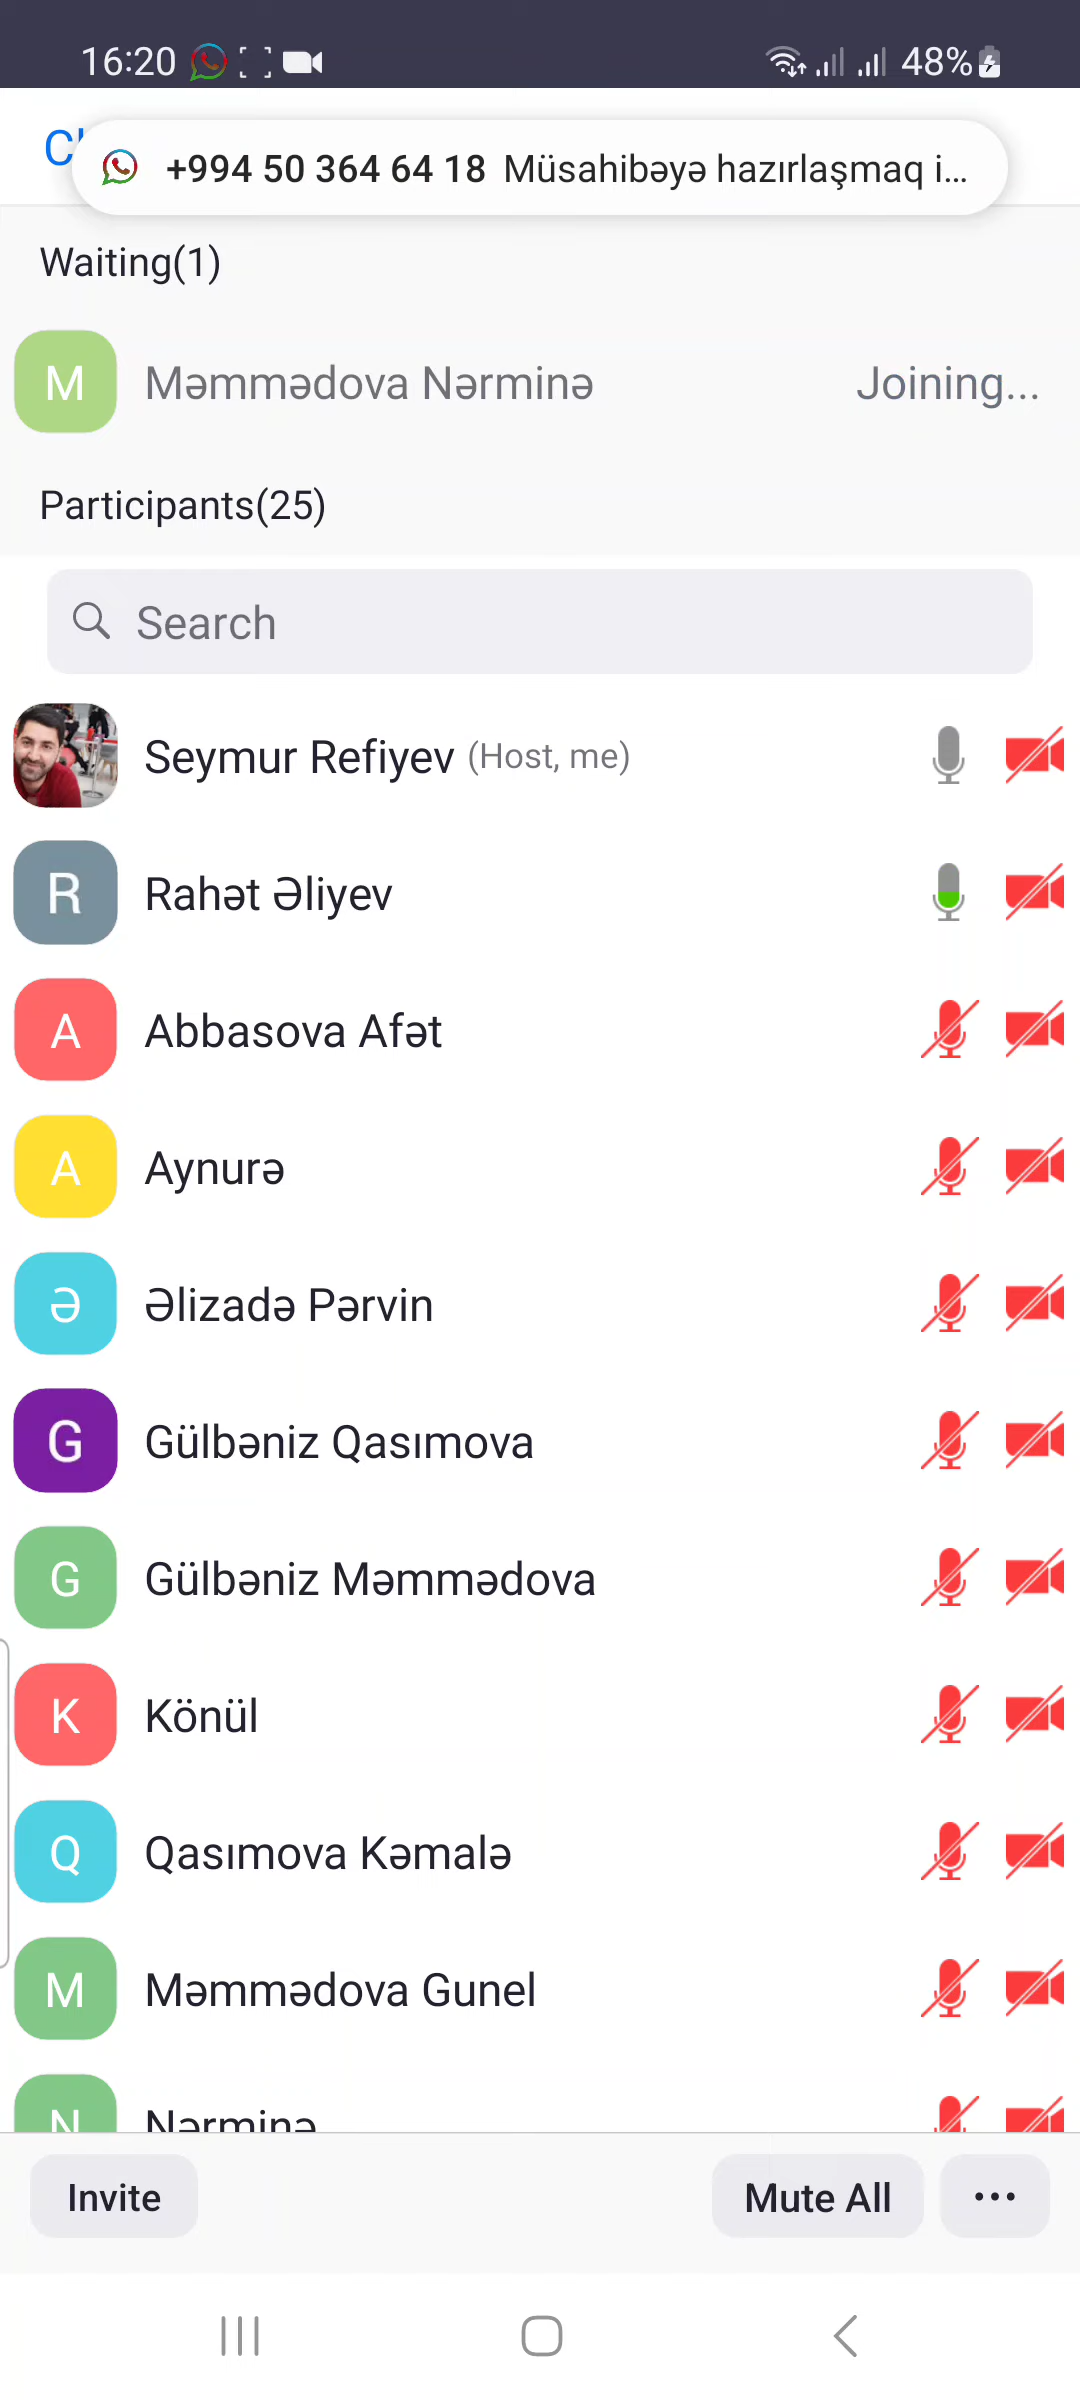 16:20 48%
+994 50 364 64 18 Müsahibəyə hazırlaşmaq i...
Waiting(1)
M Məmmədova Nərminə Joining...
Participants(25)
Search
Seymur Refiyev (Host, me)
R Rahət Əliyev
A Abbasova Afət
A Aynurə
Ə Əlizadə Pərvin
G Gülbəniz Qasımova
G Gülbəniz Məmmədova
K Könül
Q Qasımova Kəmalə
M Məmmədova Gunel
N Nərminə
Invite Mute All